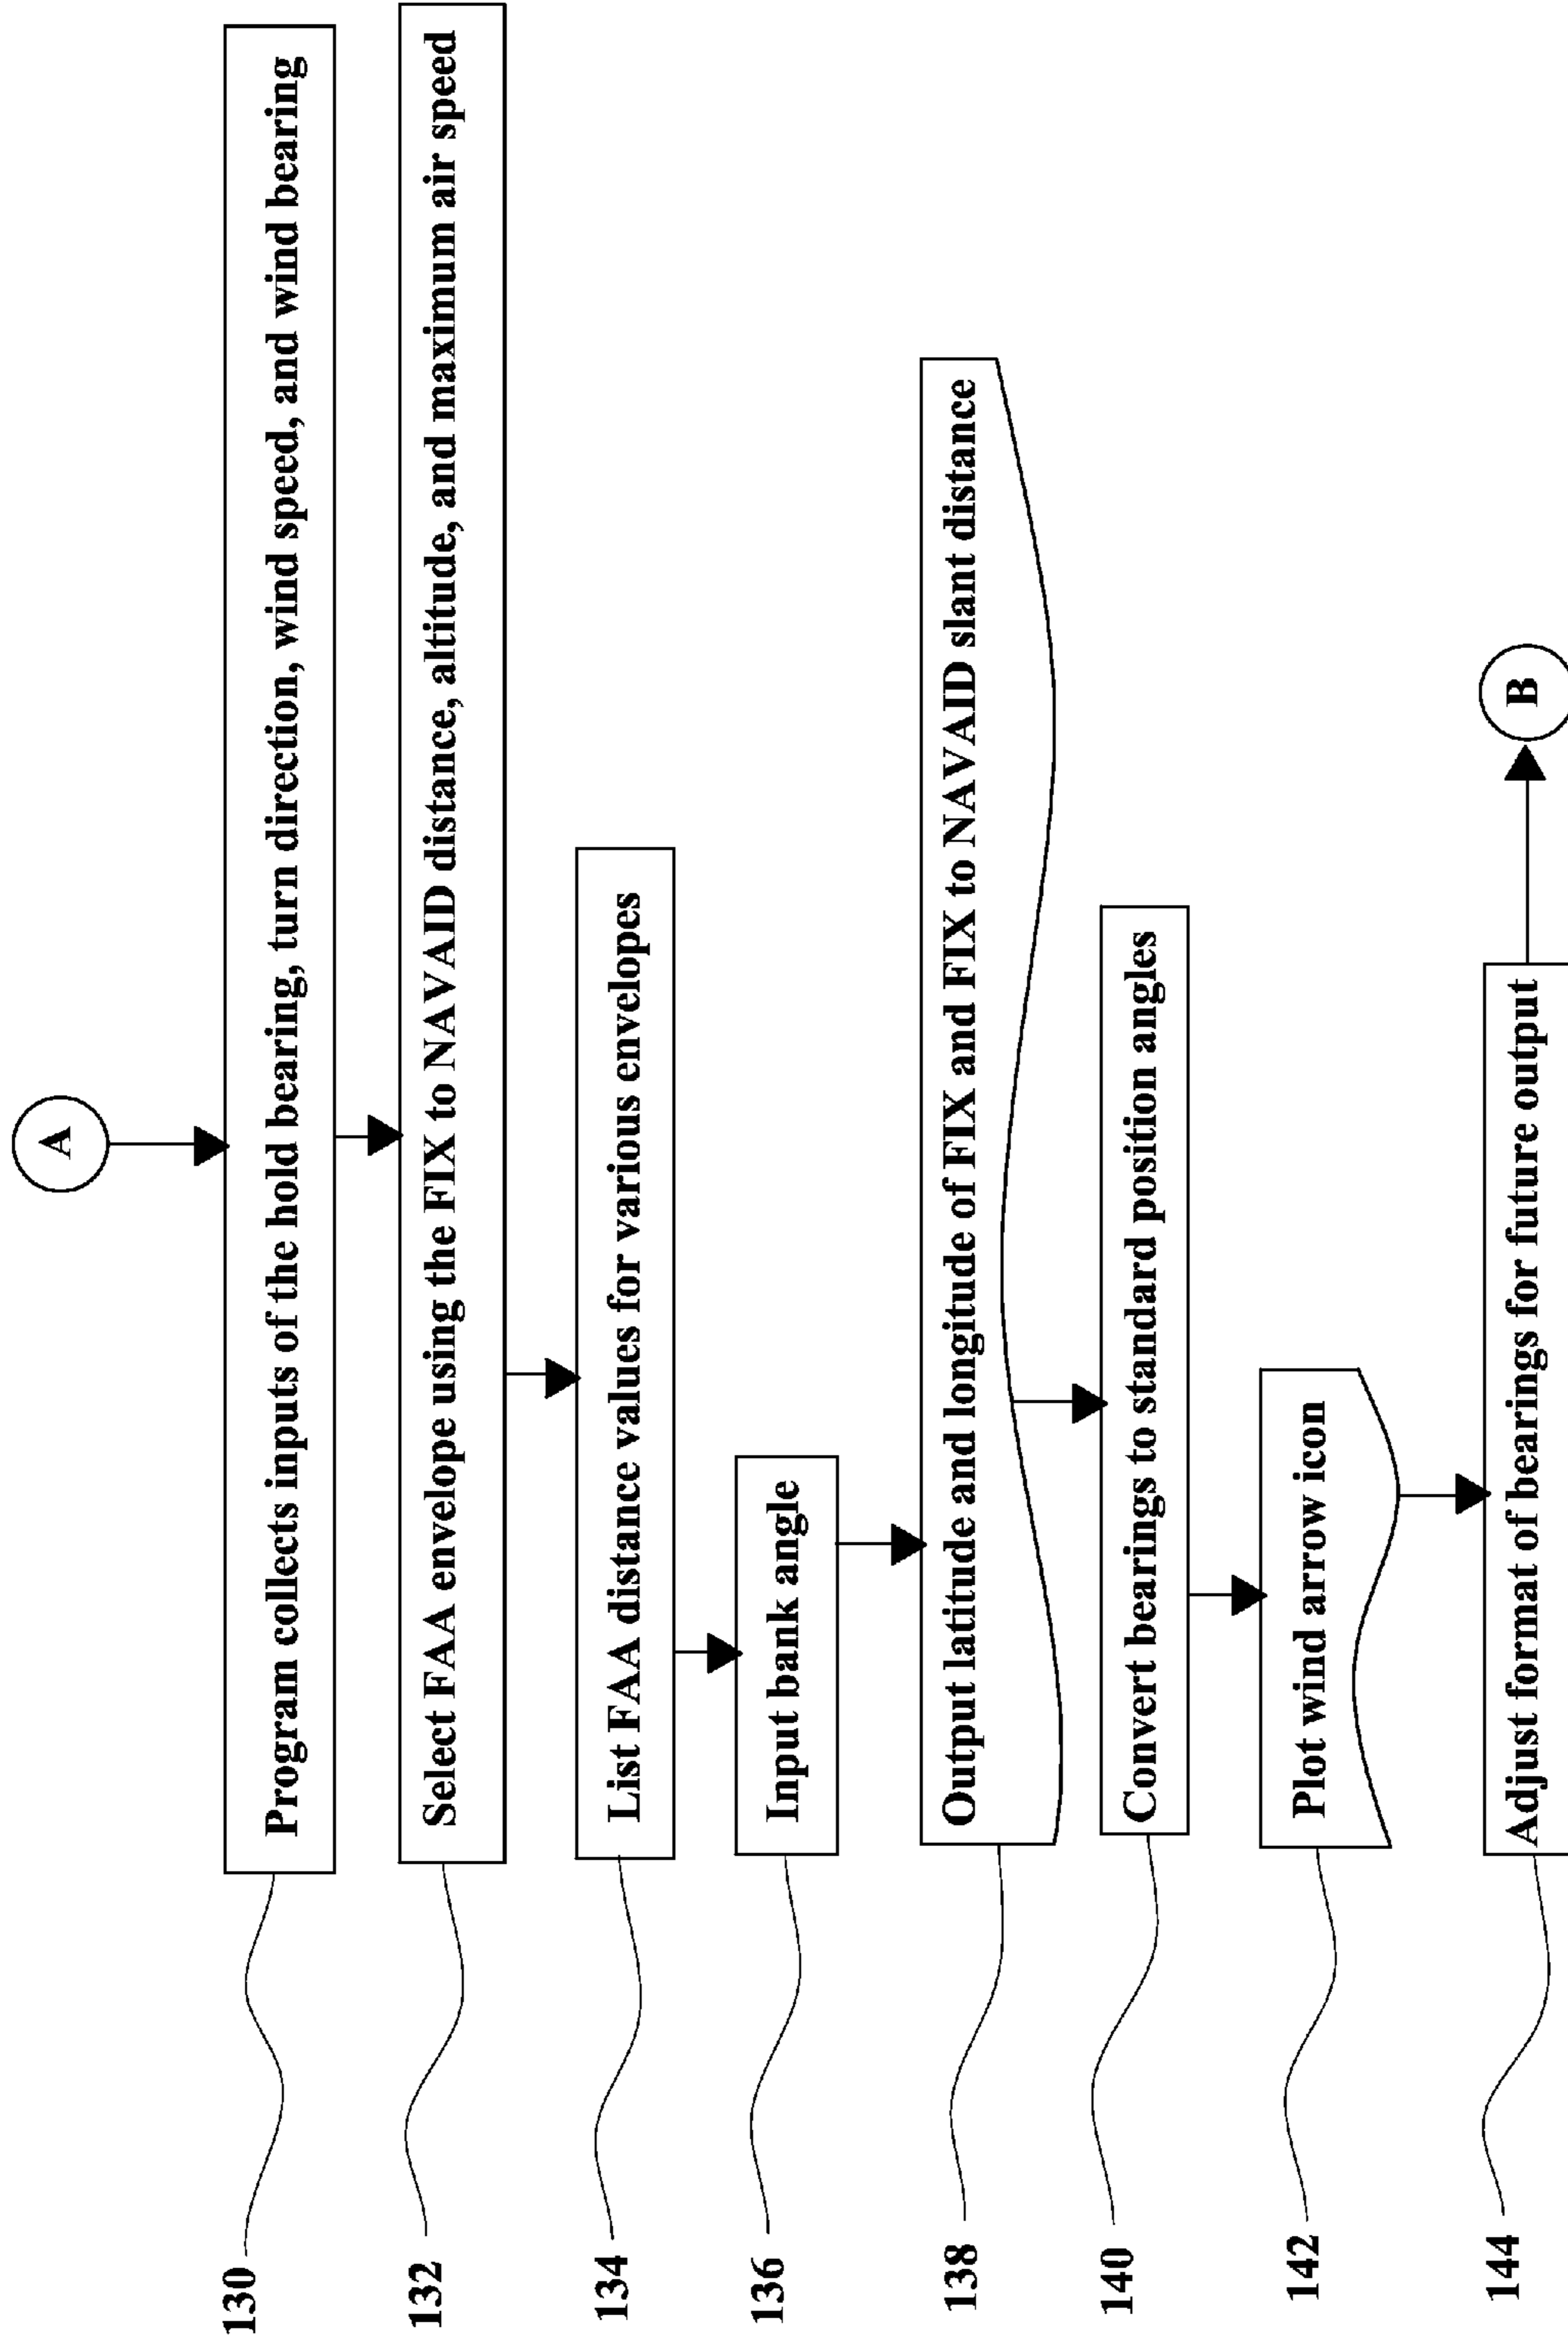 A
130 Program collects inputs of the hold bearing, turn direction, wind speed, and wind bearing
132 Select FAA envelope using the FIX to NAVAID distance, altitude, and maximum air speed
134 List FAA distance values for various envelopes
136 Input bank angle
138 Output latitude and longitude of FIX and FIX to NAVAID slant distance
140 Convert bearings to standard position angles
142 Plot wind arrow icon
144 Adjust format of bearings for future output
B